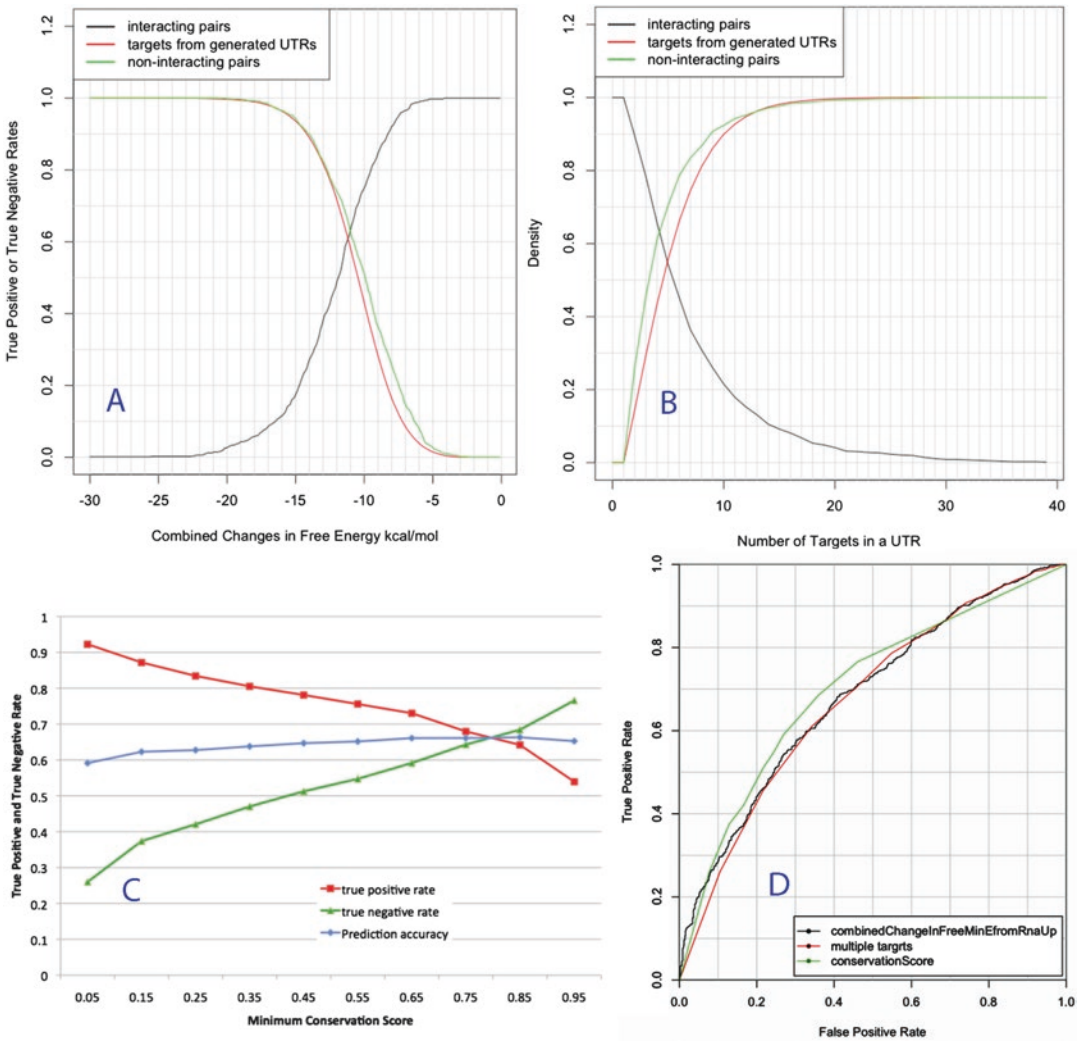 interacting pairs
targets from generated UTRs
non-interacting pairs
True Positive or True Negative Rates
0.0 0.2 0.4 0.6 0.8 1.0 1.2
A
-30 -25 -20 -15 -10 -5 0
Combined Changes in Free Energy kcal/mol
interacting pairs
targets from generated UTRs
non-interacting pairs
Density
0.0 0.2 0.4 0.6 0.8 1.0 1.2
B
0 10 20 30 40
Number of Targets in a UTR
True Positive and True Negative Rate
1
0.9
0.8
0.7
0.6
0.5
0.4
0.3
0.2
0.1
0
C
true positive rate
true negative rate
Prediction accuracy
0.05 0.15 0.25 0.35 0.45 0.55 0.65 0.75 0.85 0.95
Minimum Conservation Score
True Positive Rate
0.0 0.2 0.4 0.6 0.8 1.0
D
combinedChangeInFreeMinEfromRnaUp
multiple targrts
conservationScore
0.0 0.2 0.4 0.6 0.8 1.0
False Positive Rate